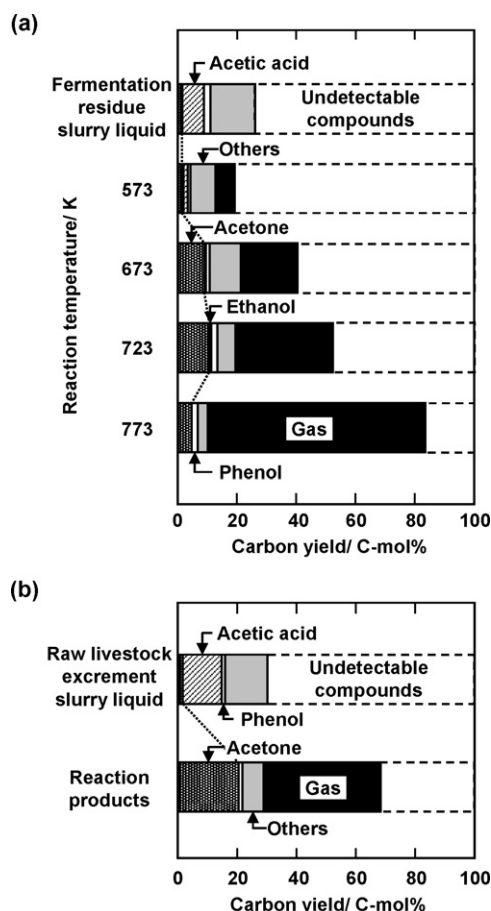 (a)
Acetic acid
Fermentation
residue
slurry liquid
Undetectable
compounds
Others
573
Acetone
673
Ethanol
723
773
Gas
Phenol
Reaction temperature/ K
0 20 40 60 80 100
Carbon yield/ C-mol%
(b)
Acetic acid
Raw livestock
excrement
slurry liquid
Undetectable
compounds
Phenol
Acetone
Reaction
products
Gas
Others
0 20 40 60 80 100
Carbon yield/ C-mol%